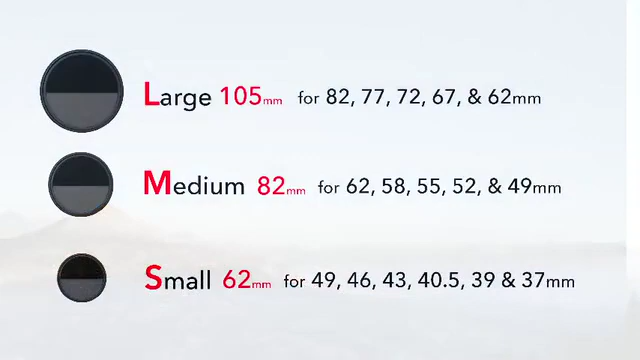 Large 105mm for 82, 77, 72, 67, & 62mm
Medium 82mm for 62, 58, 55, 52, & 49mm
Small 62mm for 49, 46, 43, 40.5, 39 & 37mm